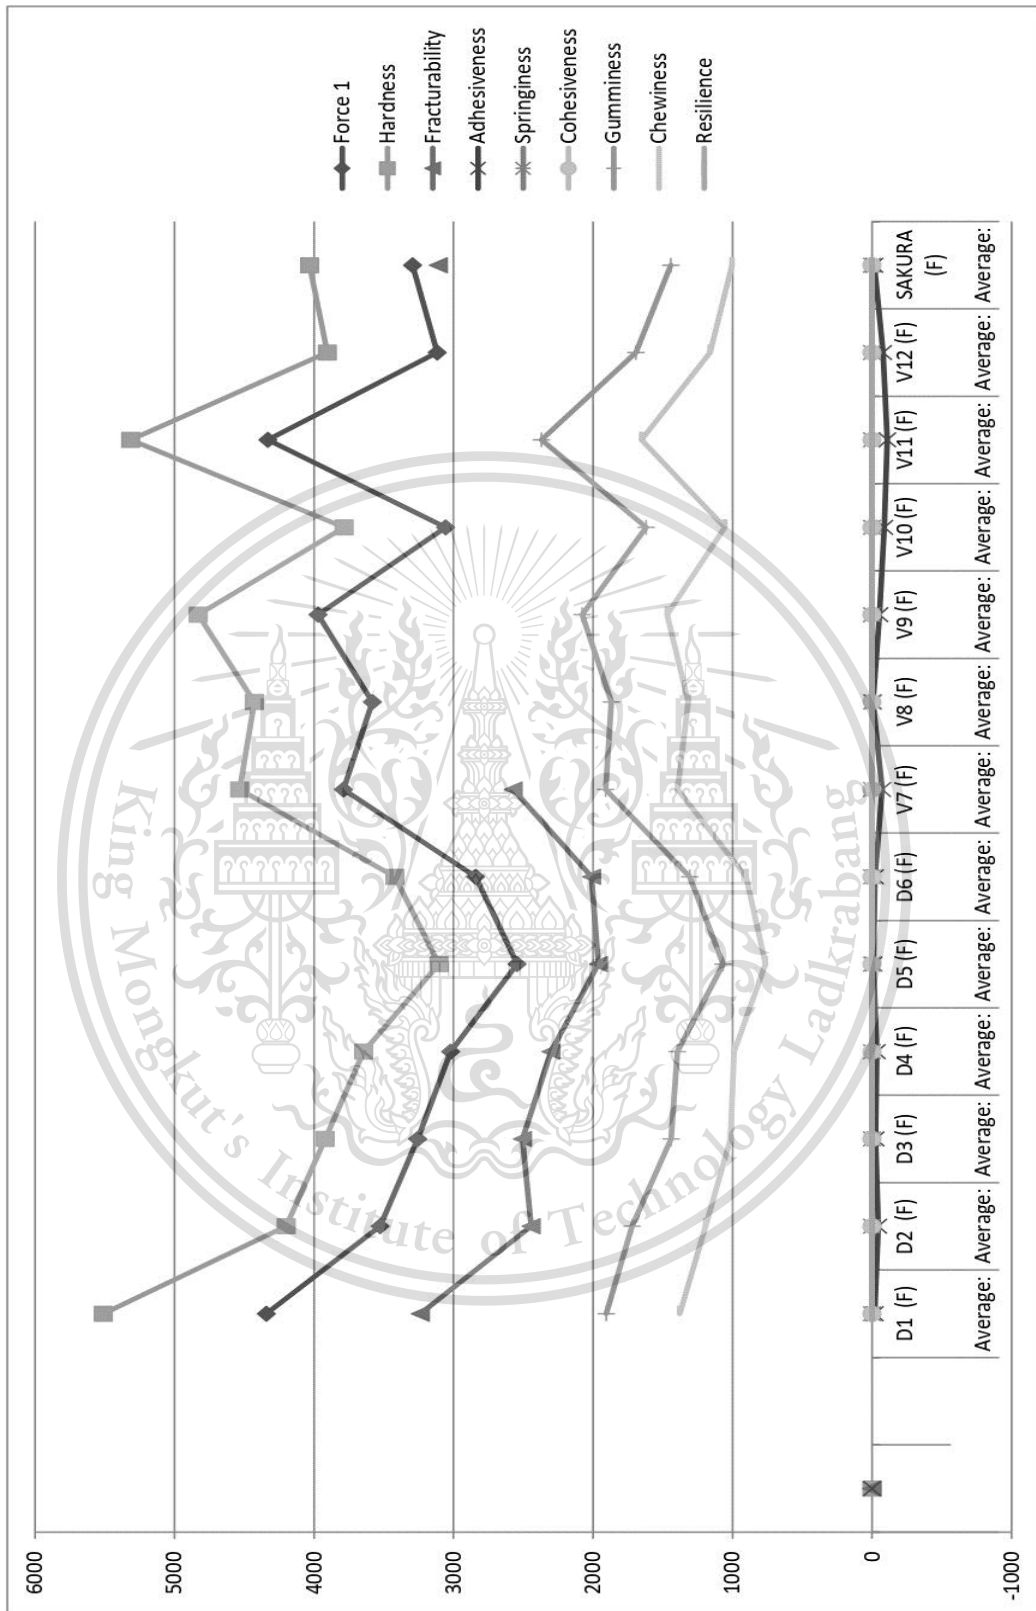 6000
5000
4000
3000
2000
1000
0
-1000
D1 (F)
D2 (F)
D3 (F)
D4 (F)
D5 (F)
D6 (F)
V7 (F)
V8 (F)
V9 (F)
V10 (F)
V11 (F)
V12 (F)
SAKURA
(F)
Average:
Average:
Average:
Average:
Average:
Average:
Average:
Average:
Average:
Average:
Average:
Average:
Average:
Force 1
Hardness
Fracturability
Adhesiveness
Springiness
Cohesiveness
Gumminess
Chewiness
Resilience
King Mongkut's Institute of Technology Ladkrabang